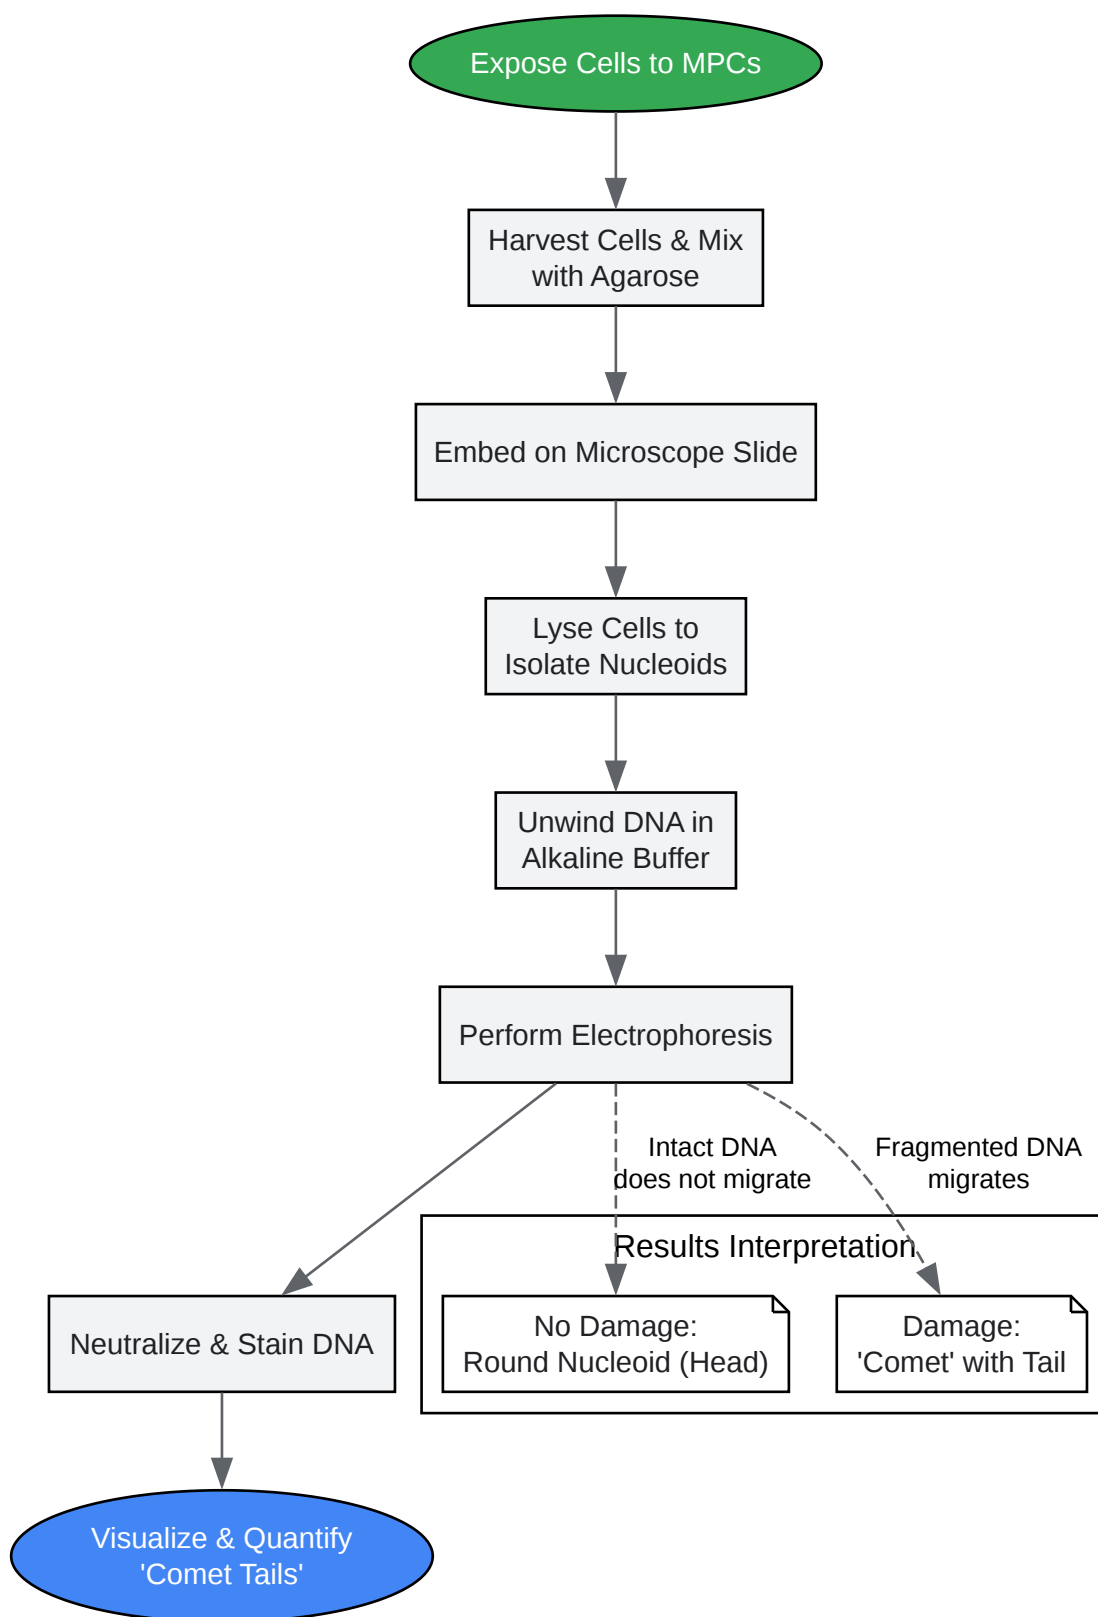 Expose Cells to MPCs
Harvest Cells & Mix
with Agarose
Embed on Microscope Slide
Lyse Cells to
Isolate Nucleoids
Unwind DNA in
Alkaline Buffer
Perform Electrophoresis
Intact DNA
does not migrate
Fragmented DNA
migrates
Results Interpretation
Neutralize & Stain DNA
No Damage:
Round Nucleoid (Head)
Damage:
'Comet' with Tail
Visualize & Quantify
'Comet Tails'